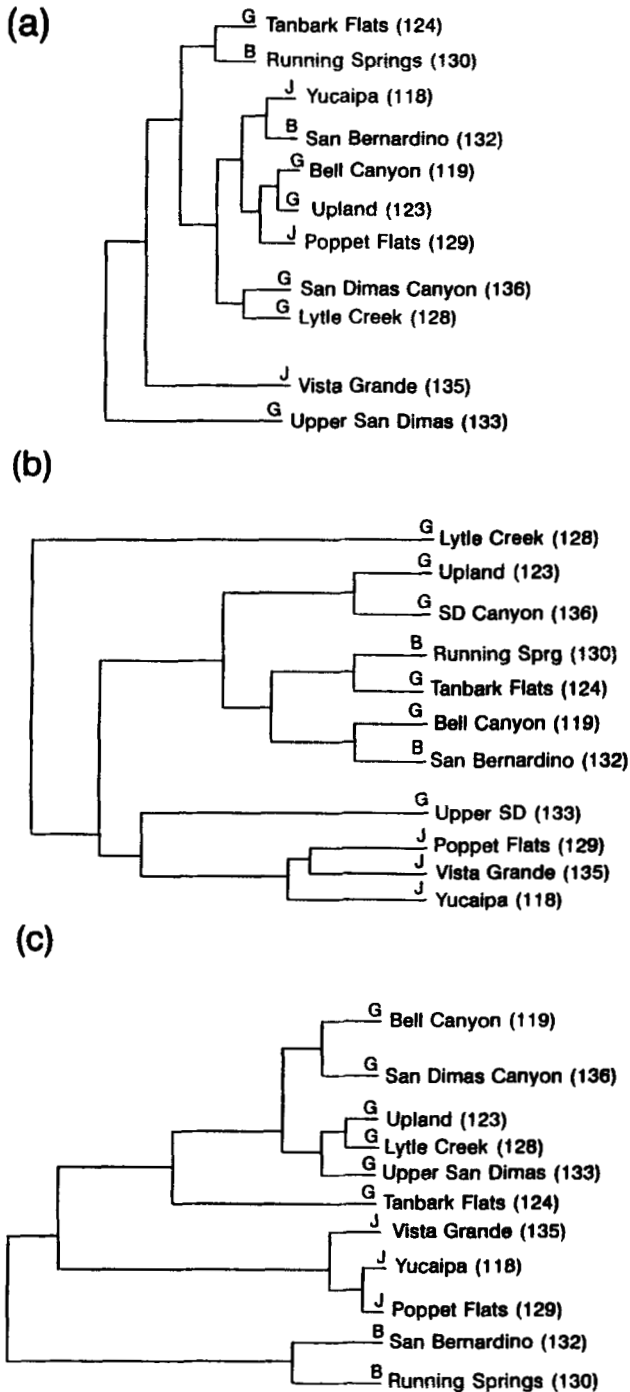 (a)
G Tanbark Flats (124)
B Running Springs (130)
J Yucaipa (118)
B San Bernardino (132)
G Bell Canyon (119)
G Upland (123)
J Poppet Flats (129)
G San Dimas Canyon (136)
G Lytle Creek (128)
J Vista Grande (135)
G Upper San Dimas (133)
(b)
G Lytle Creek (128)
G Upland (123)
G SD Canyon (136)
B Running Sprg (130)
G Tanbark Flats (124)
G Bell Canyon (119)
B San Bernardino (132)
G Upper SD (133)
J Poppet Flats (129)
J Vista Grande (135)
J Yucaipa (118)
(c)
G Bell Canyon (119)
G San Dimas Canyon (136)
G Upland (123)
G Lytle Creek (128)
G Upper San Dimas (133)
G Tanbark Flats (124)
J Vista Grande (135)
J Yucaipa (118)
J Poppet Flats (129)
B San Bernardino (132)
B Running Springs (130)